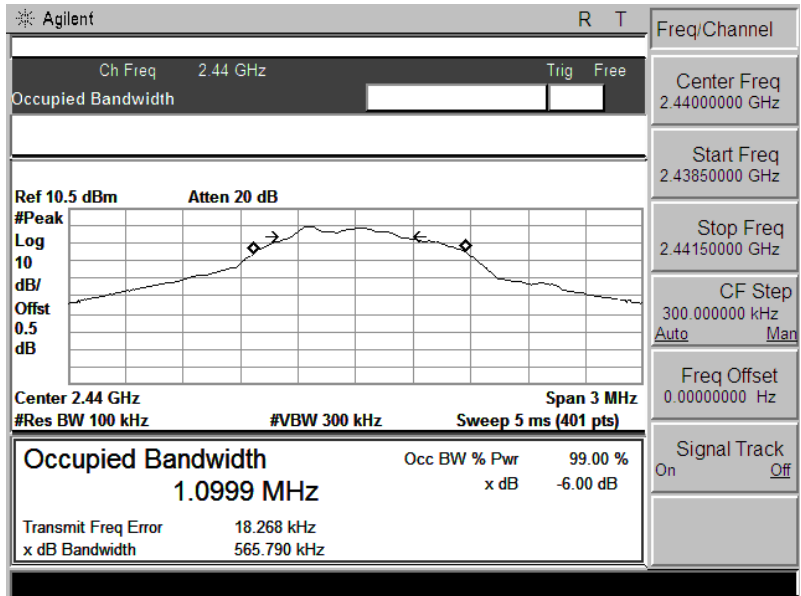 Agilent R T
Freq/Channel
Ch Freq 2.44 GHz Trig Free
Occupied Bandwidth
Center Freq
2.44000000 GHz
Start Freq
2.43850000 GHz
Stop Freq
2.44150000 GHz
CF Step
300.000000 kHz
Auto Man
Freq Offset
0.00000000 Hz
Signal Track
On Off
Ref 10.5 dBm Atten 20 dB
#Peak
Log
10
dB/
Offst
0.5
dB
Center 2.44 GHz Span 3 MHz
#Res BW 100 kHz #VBW 300 kHz Sweep 5 ms (401 pts)
Occupied Bandwidth Occ BW % Pwr 99.00 %
1.0999 MHz x dB -6.00 dB
Transmit Freq Error 18.268 kHz
x dB Bandwidth 565.790 kHz